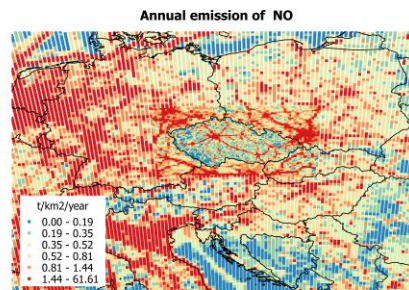 Annual emission of NO
t/km2/year
0.00 - 0.19
0.19 - 0.35
0.35 - 0.52
0.52 - 0.81
0.81 - 1.44
1.44 - 61.61